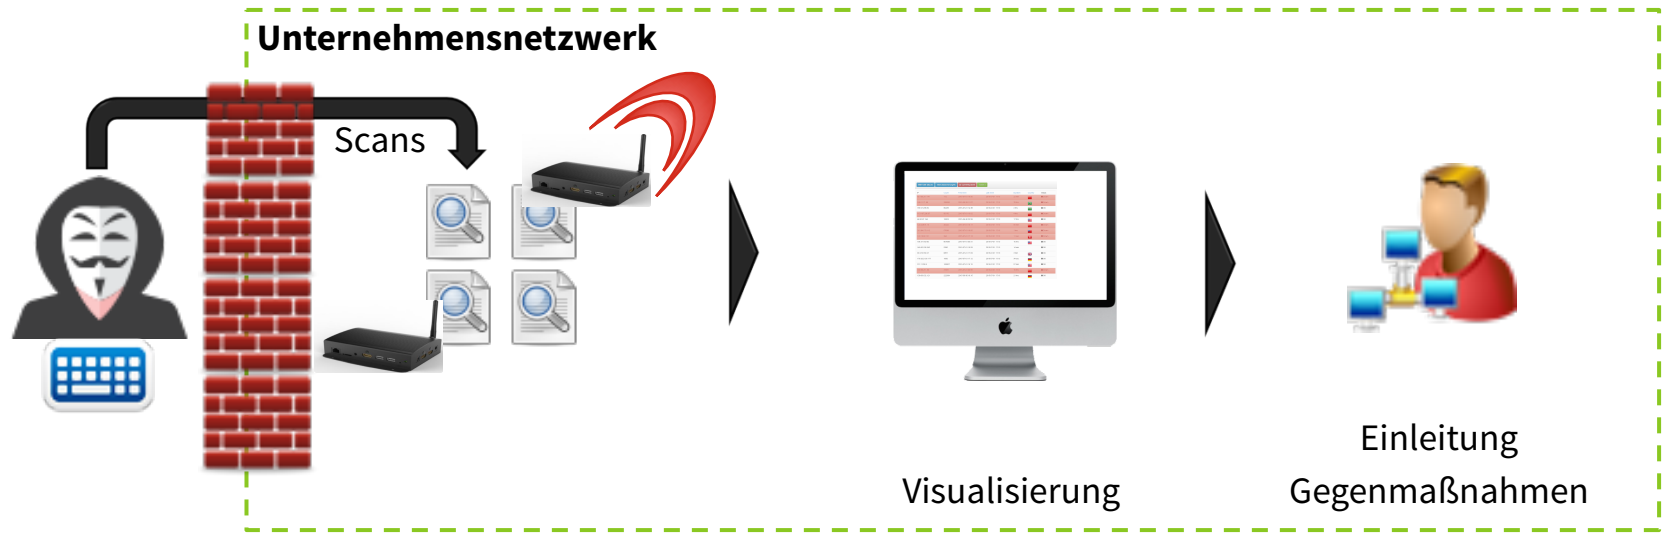 Unternehmensnetzwerk
Scans
Visualisierung
Einleitung
Gegenmaßnahmen